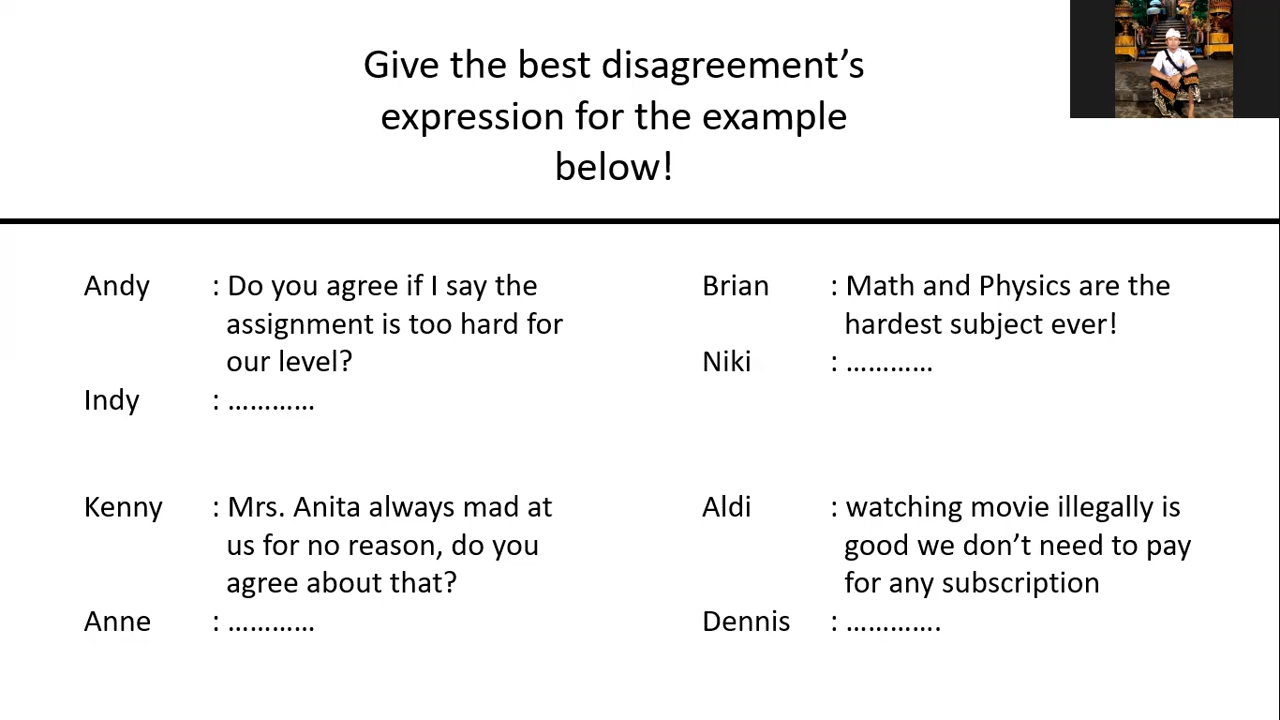 Give the best disagreement’s
expression for the example
below!
Andy : Do you agree if I say the
assignment is too hard for
our level?
Indy : …………
Kenny : Mrs. Anita always mad at
us for no reason, do you
agree about that?
Anne : …………
Brian : Math and Physics are the
hardest subject ever!
Niki : …………
Aldi : watching movie illegally is
good we don’t need to pay
for any subscription
Dennis : ………….